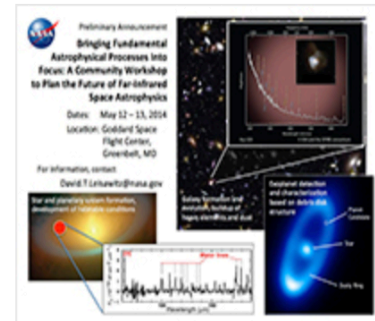 NASA
Preliminary Announcement
Bringing Fundamental
Astrophysical Processes Into
Focus: A Community Workshop
to Plan the Future of Far-Infrared
Space Astrophysics
Dates: May 12 – 13, 2014
Location: Goddard Space
Flight Center,
Greenbelt, MD
For information, contact
David.T.Leisawitz@nasa.gov
Star and planetary system formation,
development of habitable conditions
Galaxy formation and
evolution, buildup of
heavy elements and dust
Exoplanet detection
and characterization
based on debris disk
structure
Star
Dusty Ring
Water lines
Wavelength (μm)